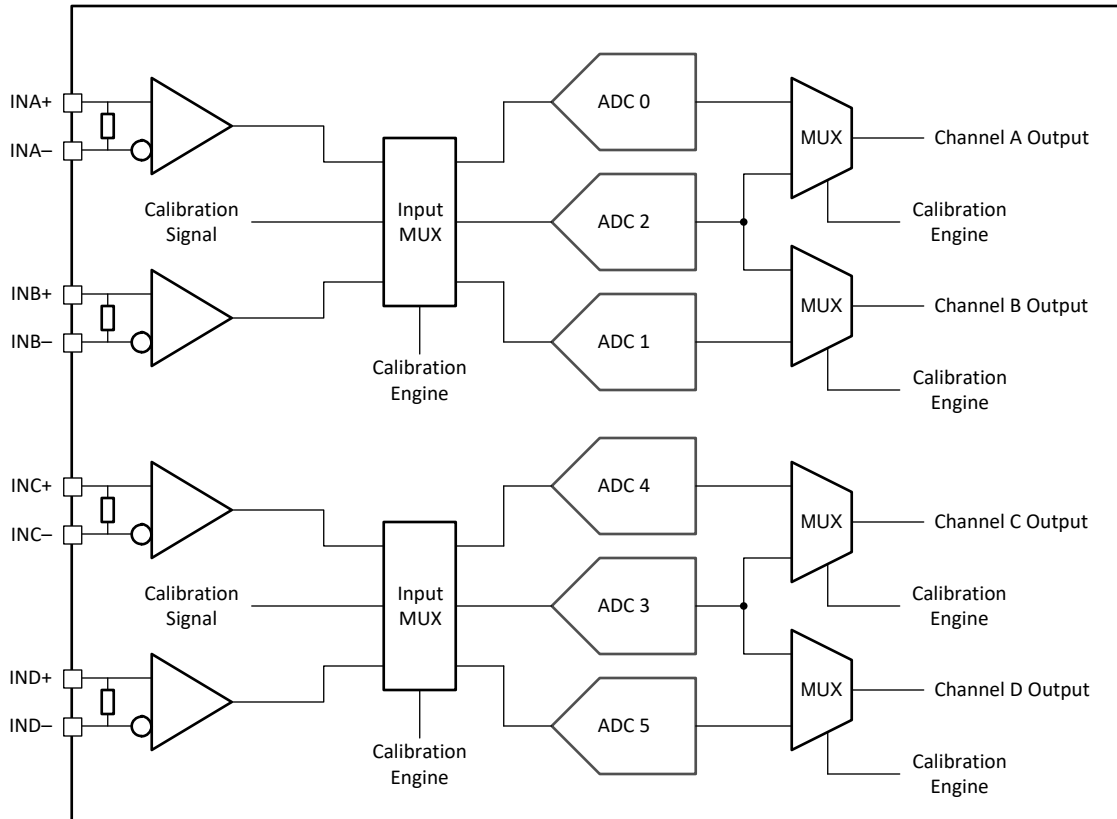 INA+
INA–
Calibration
Signal
INB+
INB–
Input
MUX
Calibration
Engine
ADC 0
ADC 2
ADC 1
MUX
Channel A Output
Calibration
Engine
MUX
Channel B Output
Calibration
Engine
INC+
INC–
Calibration
Signal
IND+
IND–
Input
MUX
Calibration
Engine
ADC 4
ADC 3
ADC 5
MUX
Channel C Output
Calibration
Engine
MUX
Channel D Output
Calibration
Engine